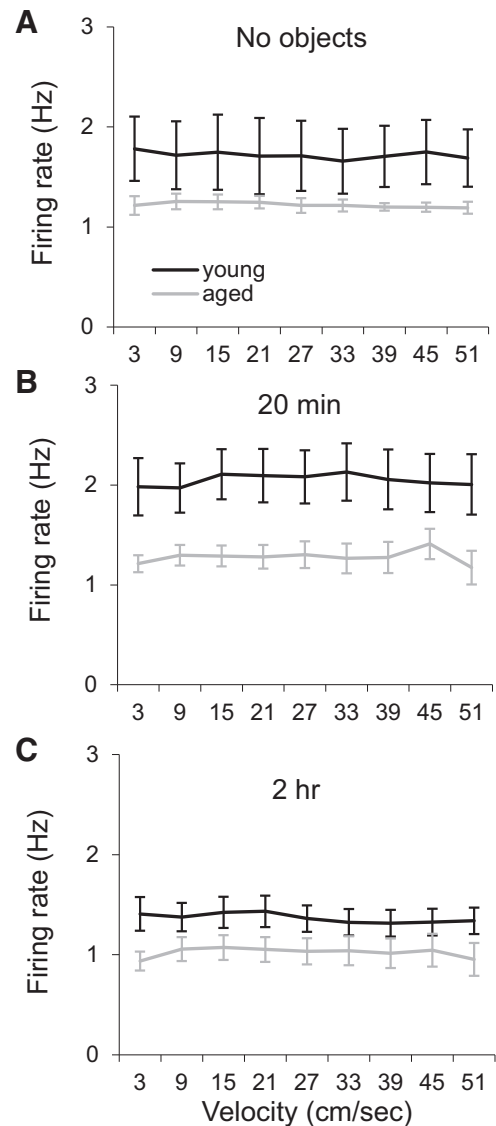 A
No objects
Firing rate (Hz)
3
2
1
0
young
aged
3 9 15 21 27 33 39 45 51
B
20 min
Firing rate (Hz)
3
2
1
0
3 9 15 21 27 33 39 45 51
C
2 hr
Firing rate (Hz)
3
2
1
0
3 9 15 21 27 33 39 45 51
Velocity (cm/sec)